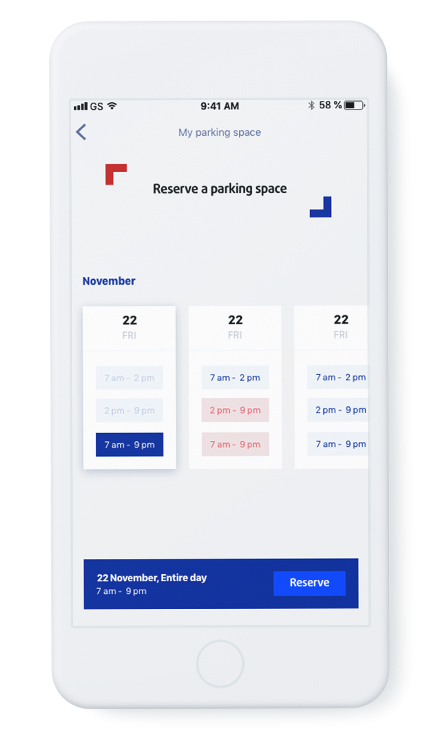 GS 9:41 AM 58 %
My parking space
Reserve a parking space
November
22 22 22
FRI FRI FRI
7 am - 2 pm 7 am - 2 pm 7 am - 2 pm
2 pm - 9 pm 2 pm - 9 pm 2 pm - 9 pm
7 am - 9 pm 7 am - 9 pm 7 am - 9 pm
22 November, Entire day
7 am - 9 pm
Reserve